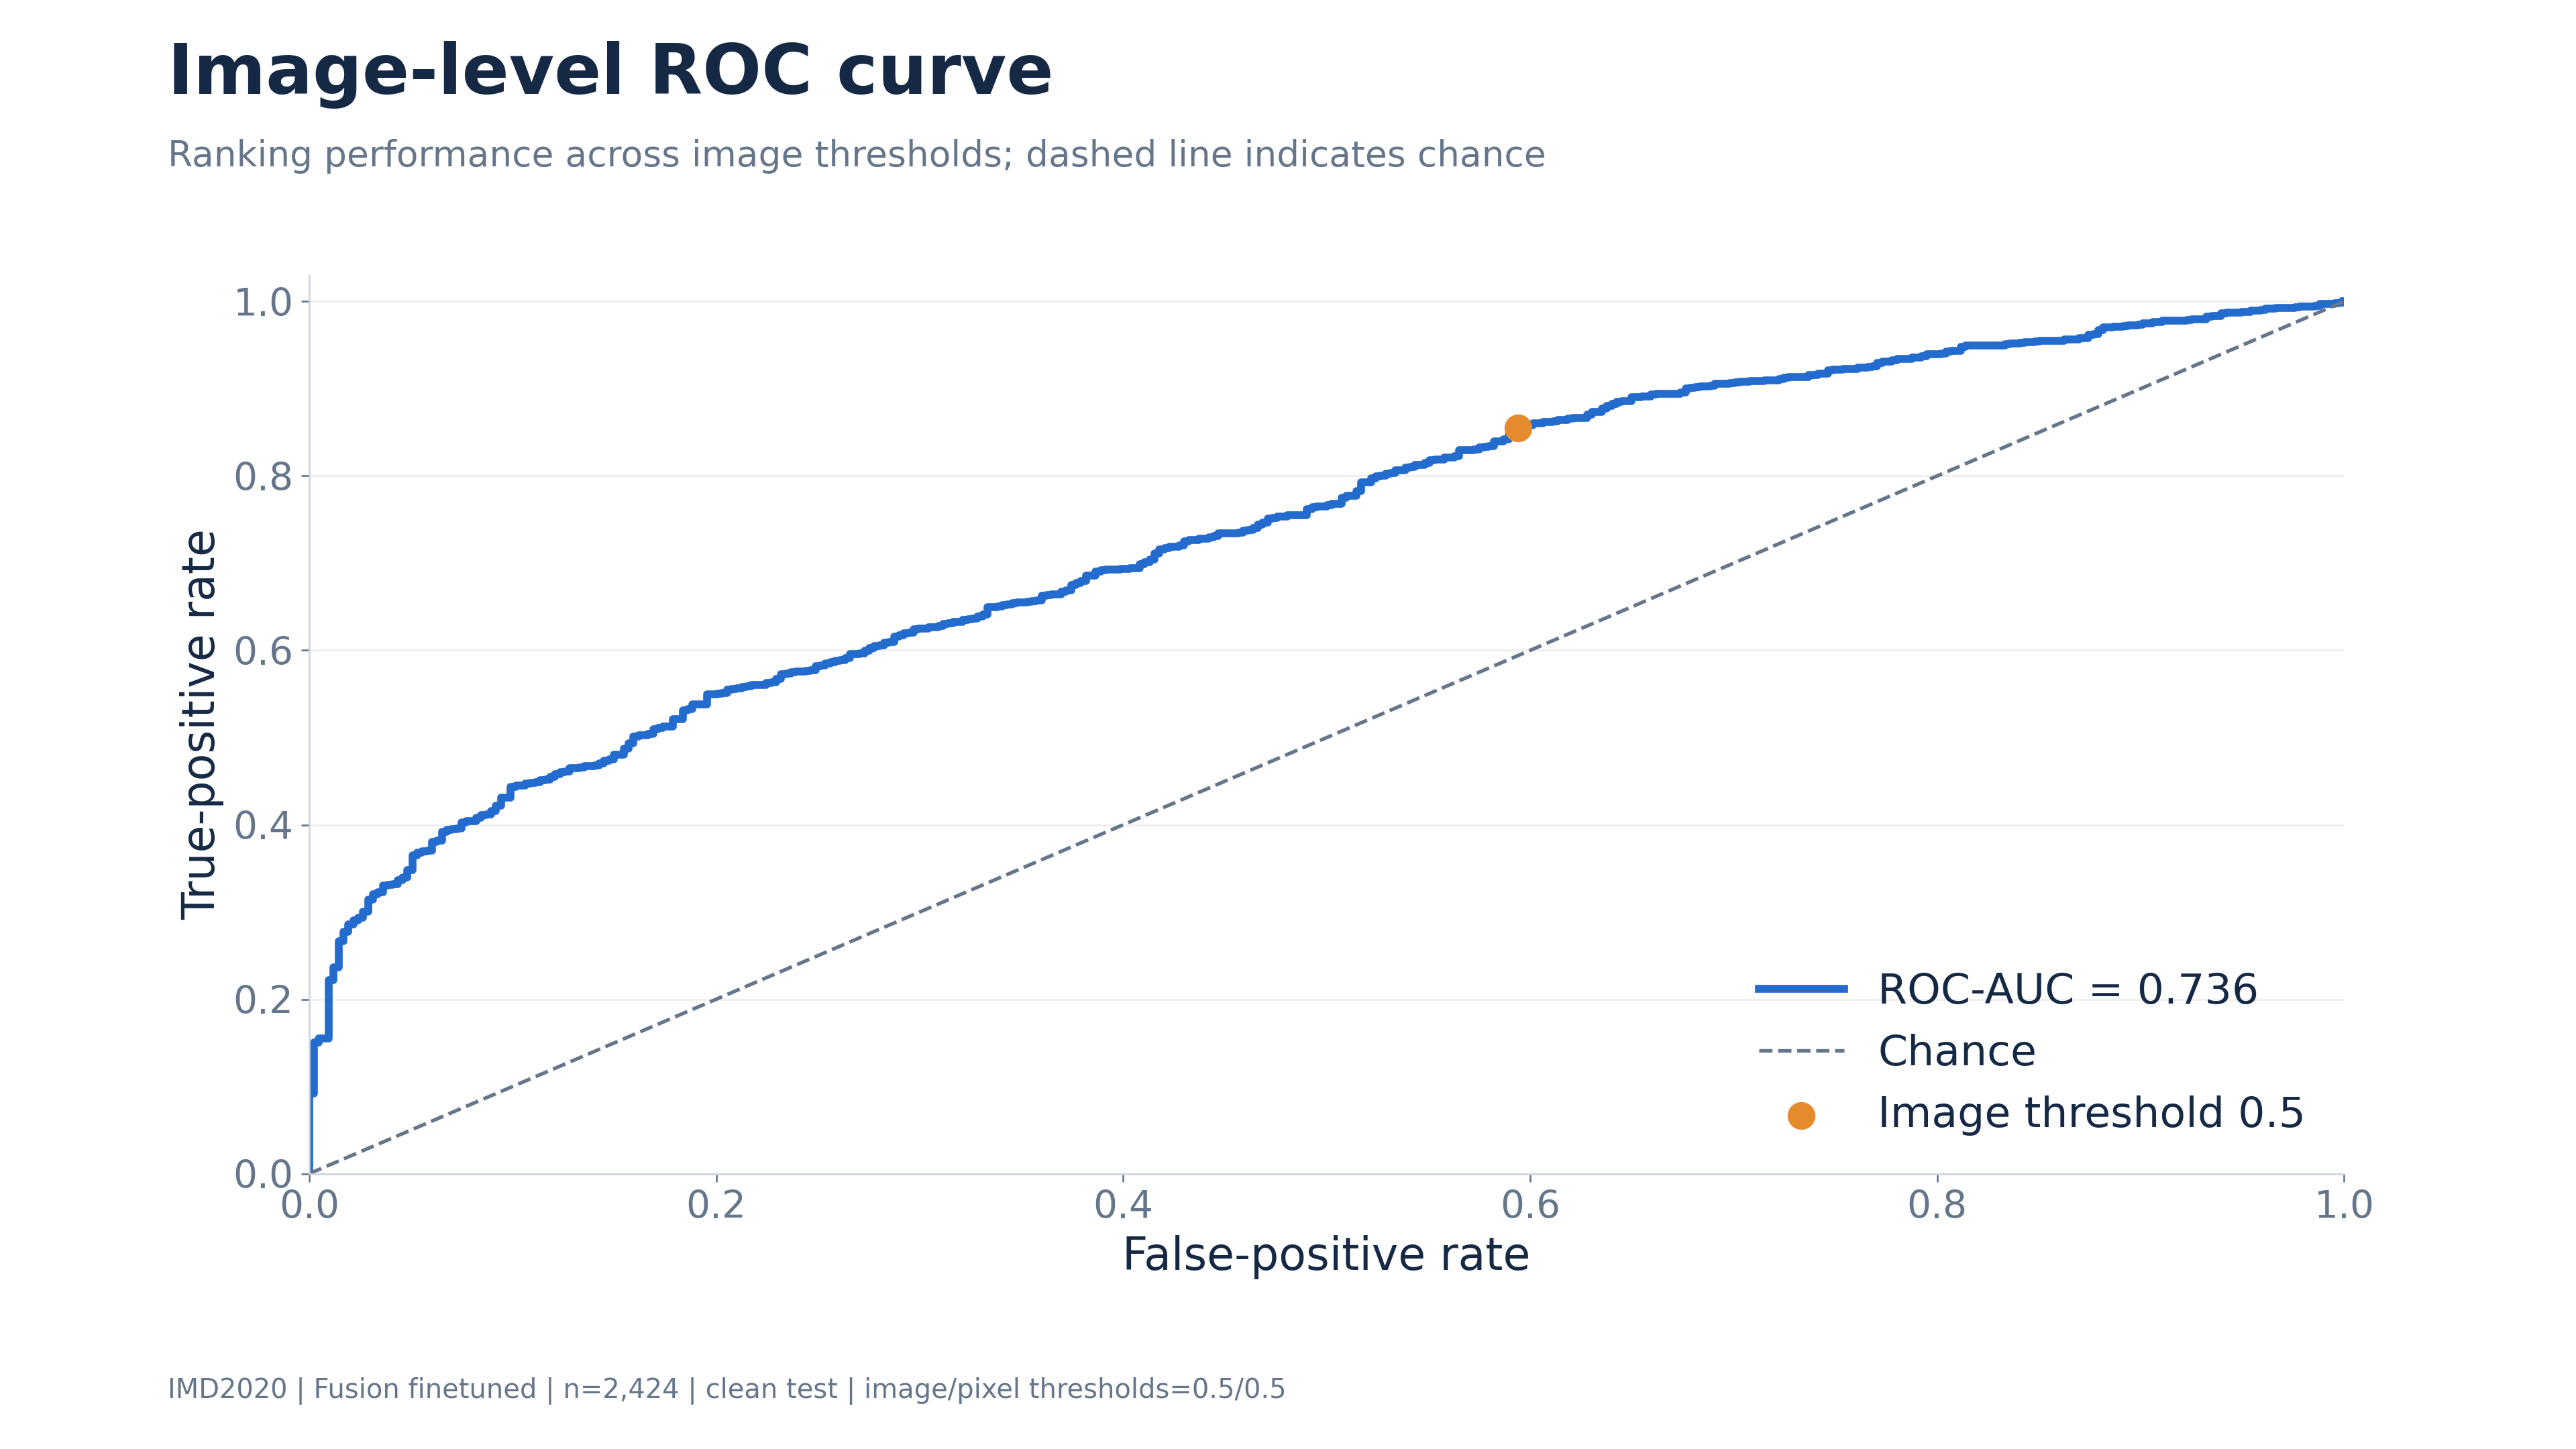 Image-level ROC curve
Ranking performance across image thresholds; dashed line indicates chance
1.0
0.8
0.6
0.4
0.2
0.0
True-positive rate
ROC-AUC = 0.736
Chance
Image threshold 0.5
0.0 0.2 0.4 0.6 0.8 1.0
False-positive rate
IMD2020 | Fusion finetuned | n=2,424 | clean test | image/pixel thresholds=0.5/0.5